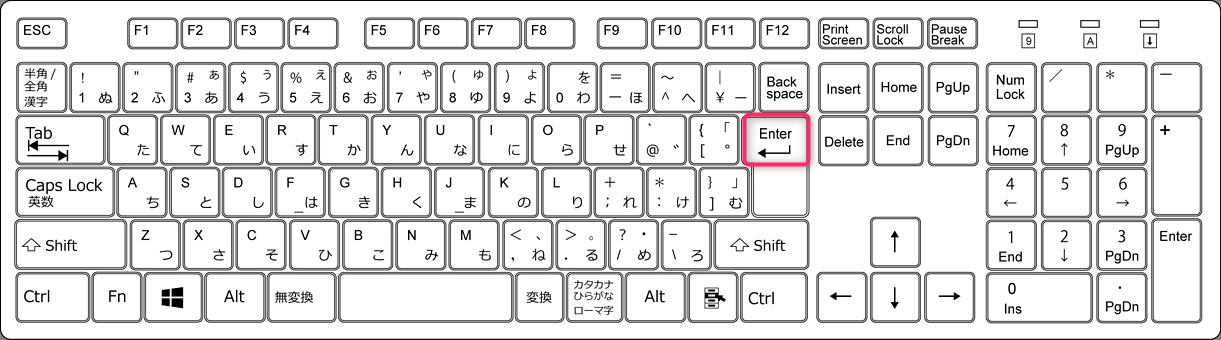 ESC F1 F2 F3 F4 F5 F6 F7 F8 F9 F10 F11 F12 Print Screen Scroll Lock Pause Break 9 A ⬇
半角/ 全角 漢字 ! 1 ぬ " 2 ふ # ぁ 3 あ $ ぅ 4 う % ぇ 5 え & ぉ 6 お ' ゃ 7 や ( ゅ 8 ゆ ) ょ 9 よ を 0 わ = - ほ ~ ^ へ | ¥ ー Back space Insert Home PgUp Num Lock / * -
Tab Q た W て E い R す T か Y ん U な I に O ら P せ ` @ ゛ { 「 [ ° Enter Delete End PgDn 7 Home 8 ↑ 9 PgUp +
Caps Lock 英数 A ち S と D し F _は G き H く J _ま K の L り + ; れ * : け } 」 ] む 4 ← 5 6 →
Shift Z つ X さ C そ V ひ B こ N み M も < 、 , ね > 。 . る ? ・ / め _ \ ろ Shift ↑ 1 End 2 ↓ 3 PgDn Enter
Ctrl Fn Alt 無変換 変換 カタカナ ひらがな ローマ字 Alt Ctrl ← ↓ → 0 Ins . PgDn